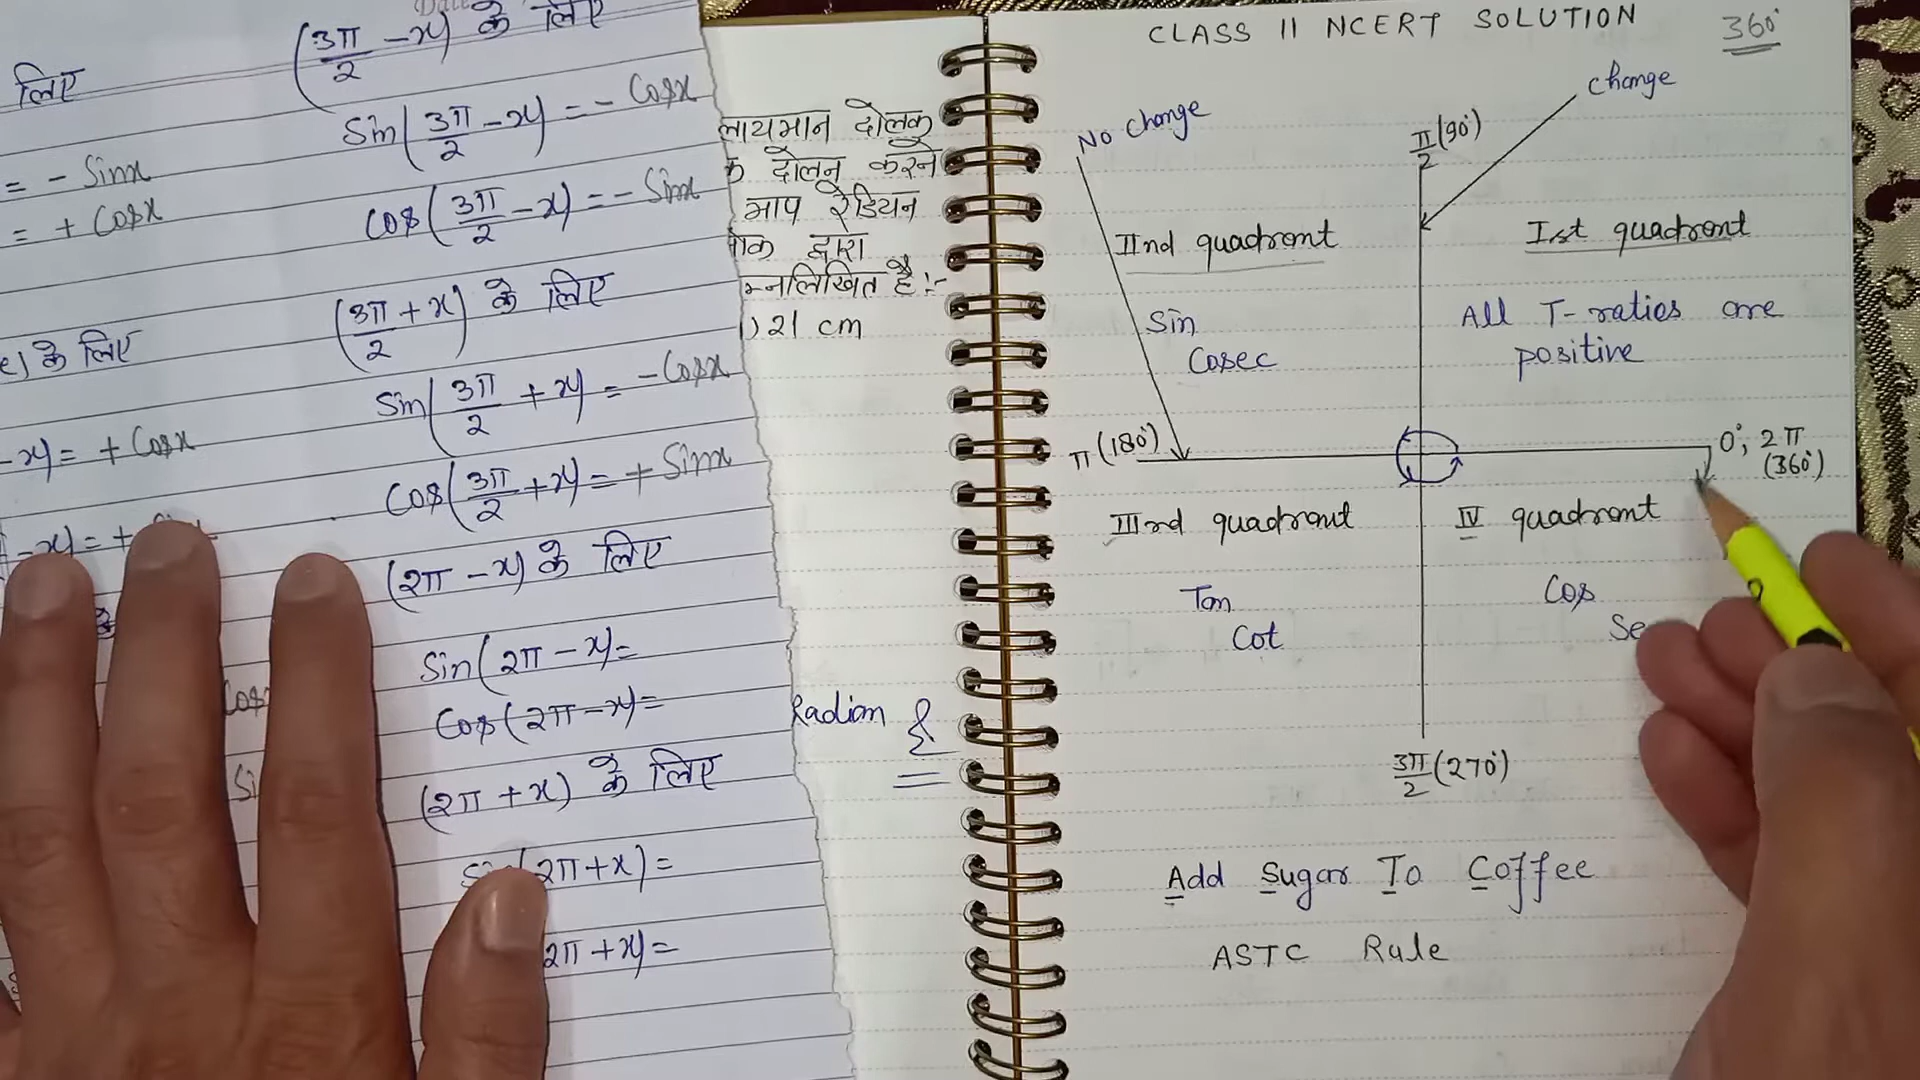 (3π/2 - x) के लिए
लिए
Sin(3π/2 - x) = - Cosx
= - Sinx
Cos(3π/2 - x) = - Sinx
= + Cosx
(3π/2 + x) के लिए
के लिए
Sin(3π/2 + x) = - Cosx
- x) = + Cosx
Cos(3π/2 + x) = + Sinx
- x) = +
(2π - x) के लिए
Sin(2π - x) =
Cos(2π - x) =
(2π + x) के लिए
(2π + x) =
2π + x) =
दोलक
दोलन करने
माप रेडियन
द्वारा
है :-
21 cm
Radian
CLASS 11 NCERT SOLUTION
360°
Change
No Change
π/2 (90°)
IInd quadrant
Ist quadrant
Sin
Cosec
All T-ratios are
positive
π (180°)
0°, 2π
(360°)
IIIrd quadrant
IV quadrant
Tan
Cot
Cos
3π/2 (270°)
Add Sugar To Coffee
ASTC Rule